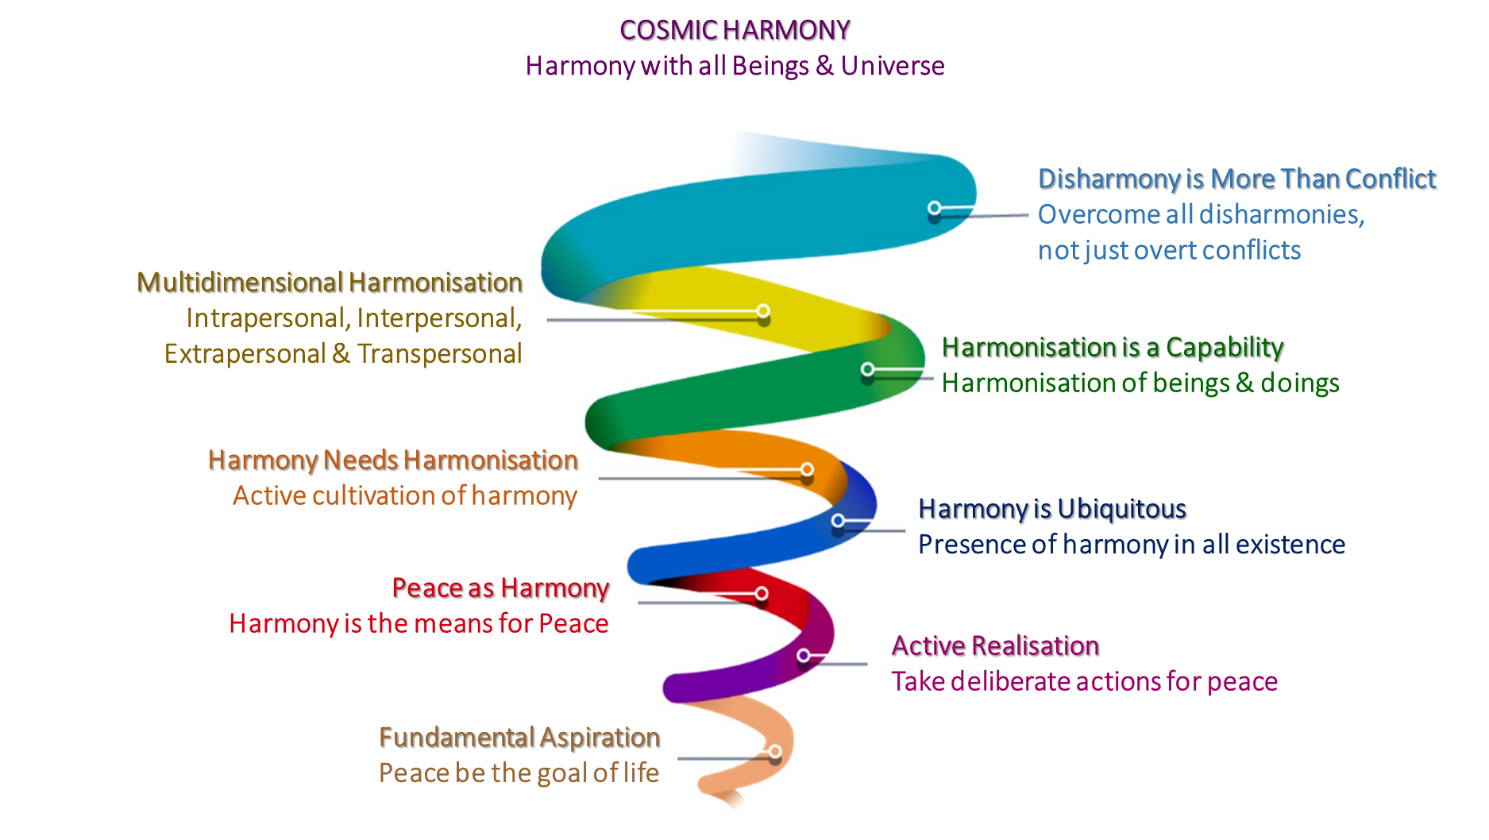 COSMIC HARMONY
Harmony with all Beings & Universe
Disharmony is More Than Conflict
Overcome all disharmonies,
not just overt conflicts
Multidimensional Harmonisation
Intrapersonal, Interpersonal,
Extrapersonal & Transpersonal
Harmonisation is a Capability
Harmonisation of beings & doings
Harmony Needs Harmonisation
Active cultivation of harmony
Harmony is Ubiquitous
Presence of harmony in all existence
Peace as Harmony
Harmony is the means for Peace
Active Realisation
Take deliberate actions for peace
Fundamental Aspiration
Peace be the goal of life